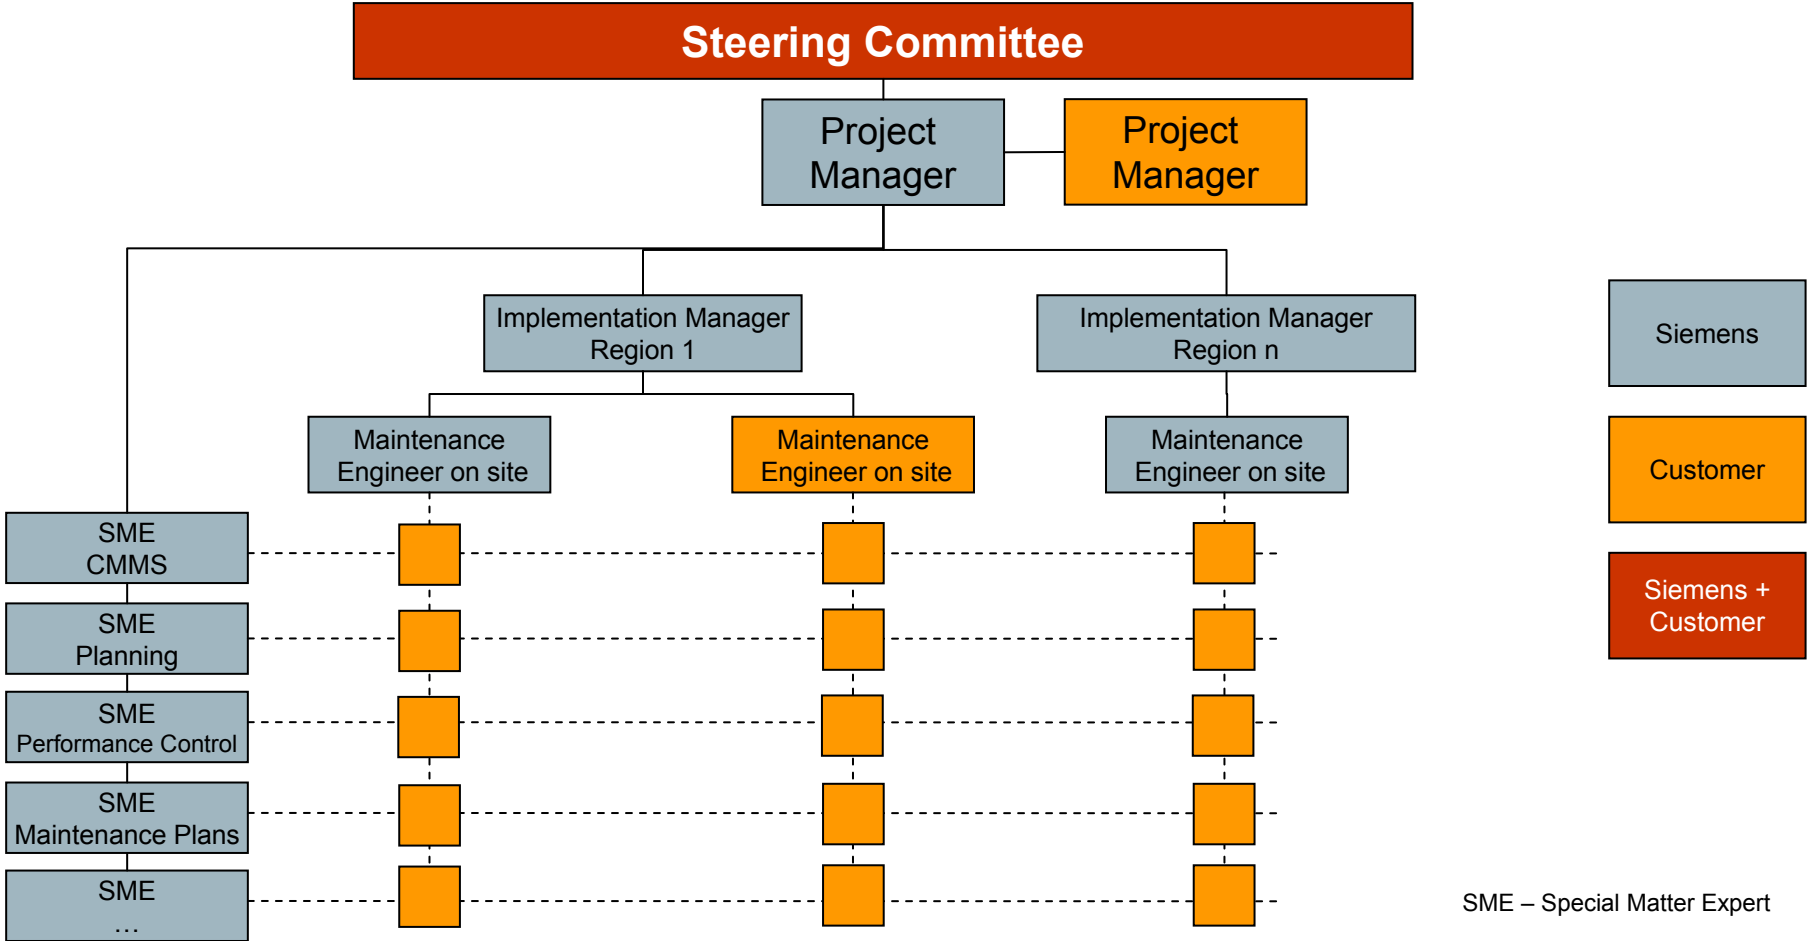 Steering Committee
Project
Manager
Project
Manager
Implementation Manager
Region 1
Implementation Manager
Region n
Siemens
Maintenance
Engineer on site
Maintenance
Engineer on site
Maintenance
Engineer on site
Customer
SME
CMMS
Siemens +
Customer
SME
Planning
SME
Performance Control
SME
Maintenance Plans
SME
...
SME – Special Matter Expert